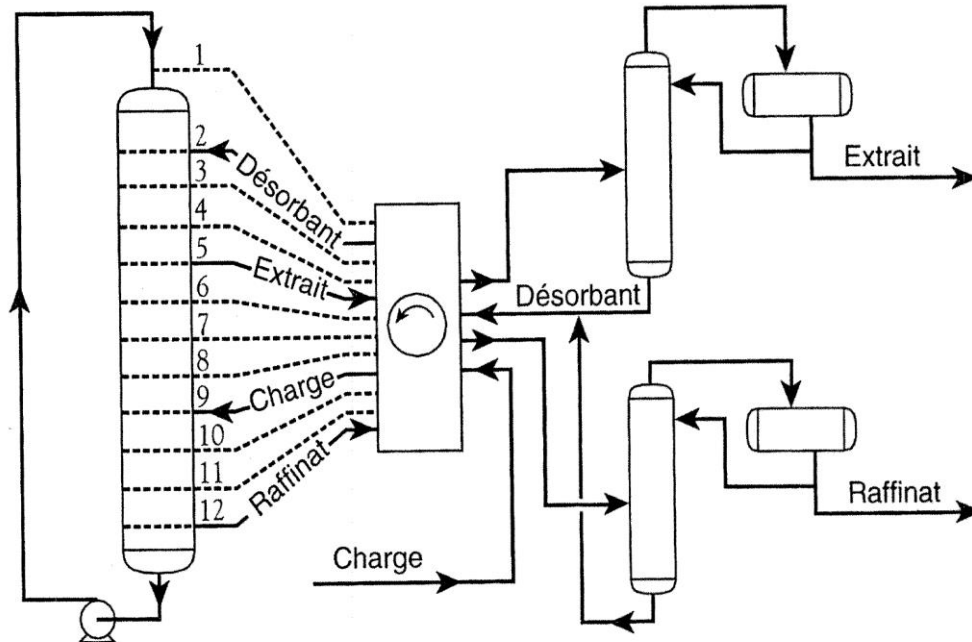 1
2
Désorbant
3
4
5
Extrait
6
7
8
9
Charge
10
11
12
Raffinat
Désorbant
Charge
Extrait
Raffinat